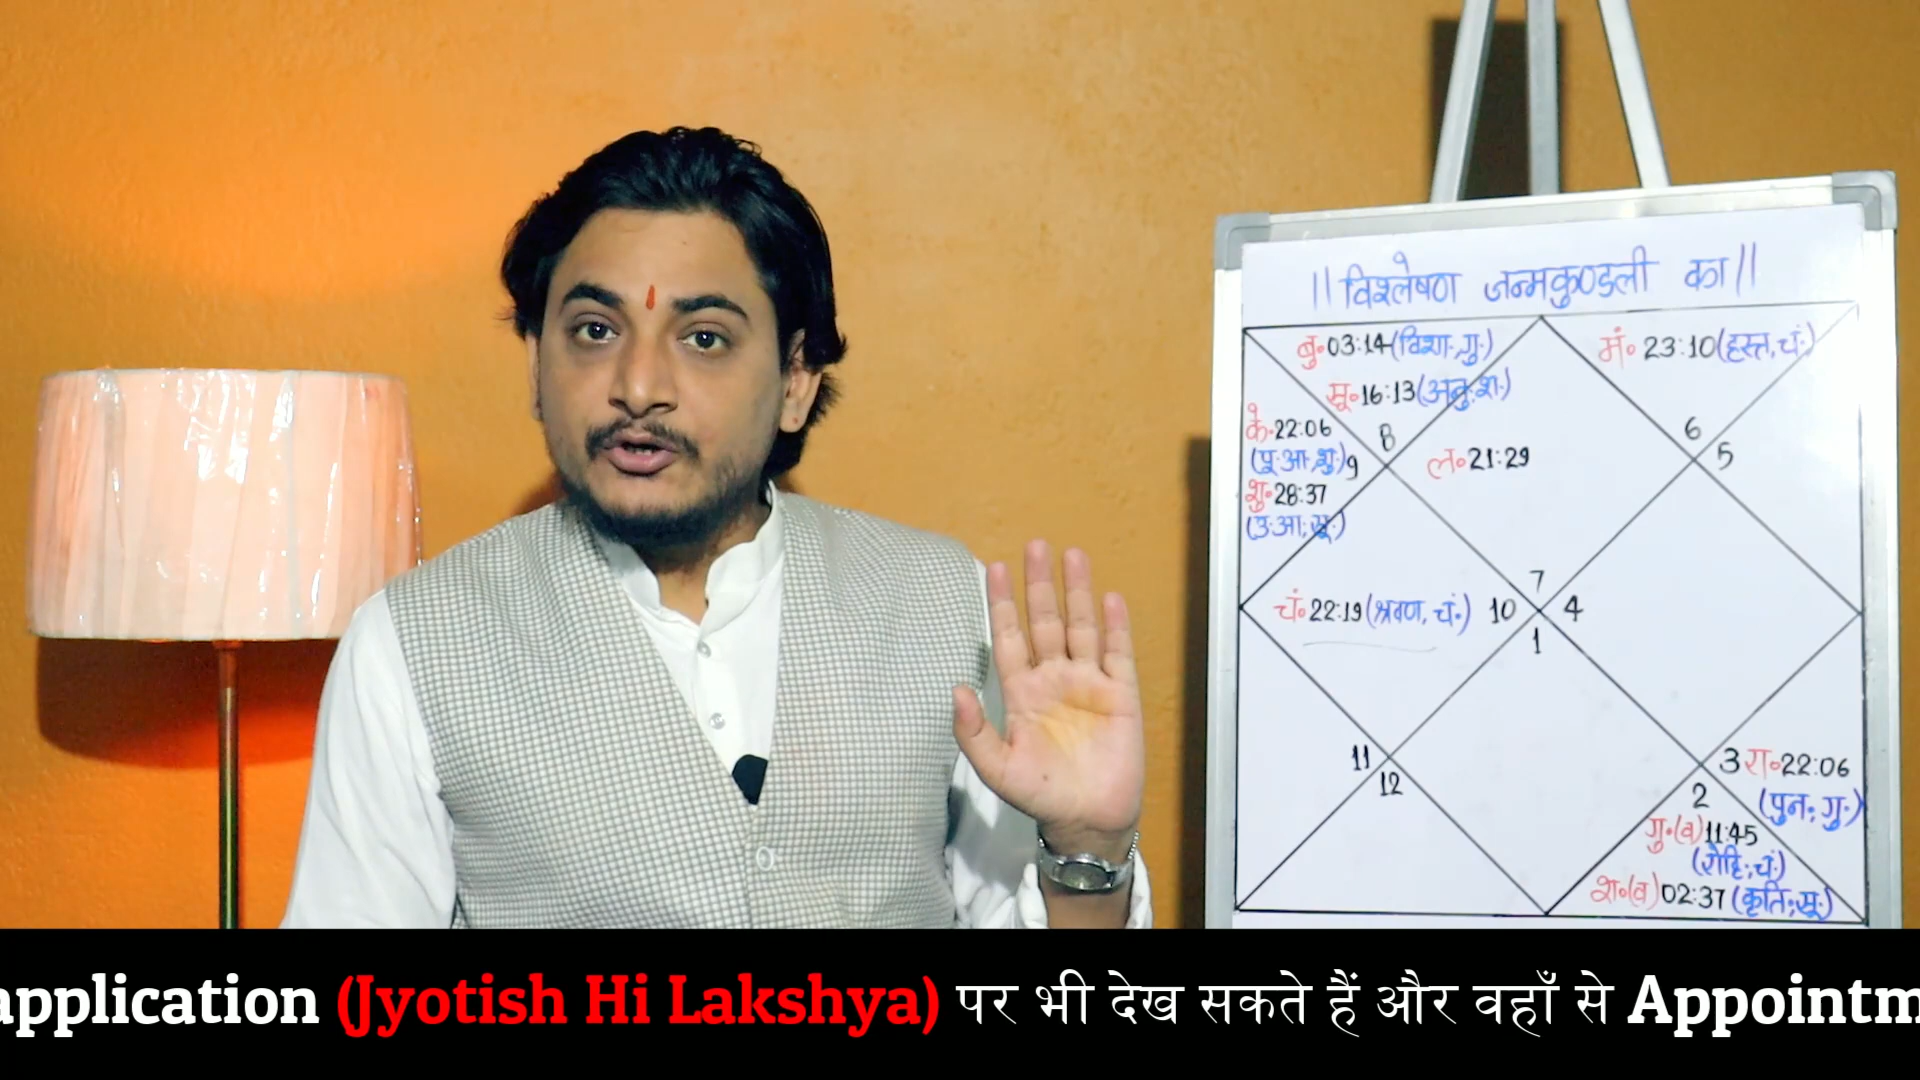 ||विश्लेषण जन्मकुण्डली का||
बु॰03:14(विशा॰,गु॰)
सू॰16:13(अनु॰,श॰)
मं॰ 23:10(हस्त,चं॰)
के॰22:06
(पू॰आ॰,शु॰)
शु॰28:37
(उ॰आ॰,सू॰)
8
9
ल॰21:29
6
5
7
चं॰22:19(श्रवण, चं॰) 10
4
1
11
12
3 रा॰22:06
(पुन॰, गु॰)
2
गु॰(व)11:45
(रोहि॰,चं॰)
श॰(व)02:37(कृति॰,सू॰)
application (Jyotish Hi Lakshya) पर भी देख सकते हैं और वहाँ से Appointm